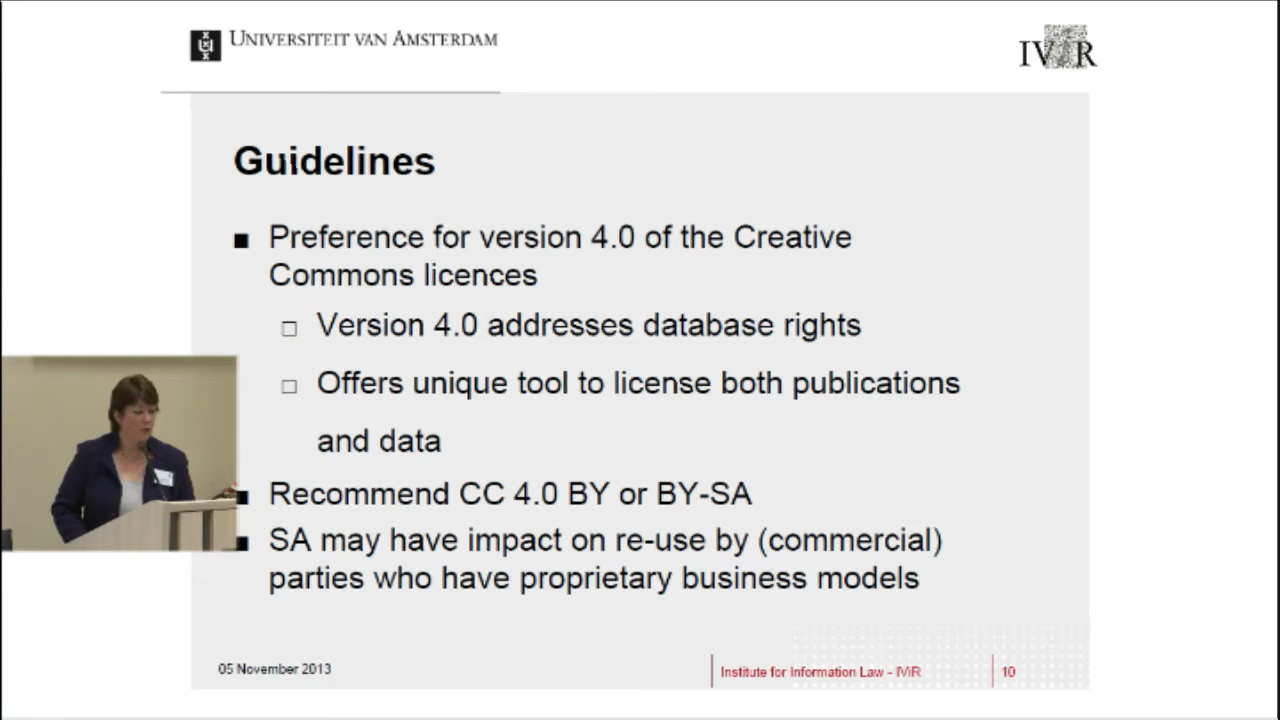 UNIVERSITEIT VAN AMSTERDAM
IViR
Guidelines
Preference for version 4.0 of the Creative
Commons licences
Version 4.0 addresses database rights
Offers unique tool to license both publications
and data
Recommend CC 4.0 BY or BY-SA
SA may have impact on re-use by (commercial)
parties who have proprietary business models
05 November 2013
Institute for Information Law – IViR
10